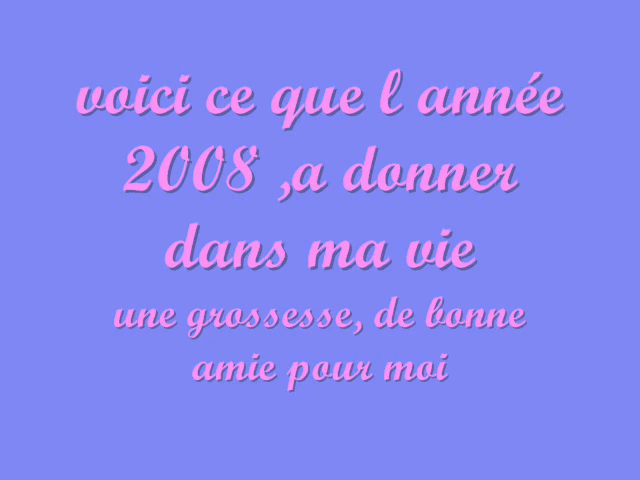 voici ce que l année
2008 ,a donner
dans ma vie
une grossesse, de bonne
amie pour moi